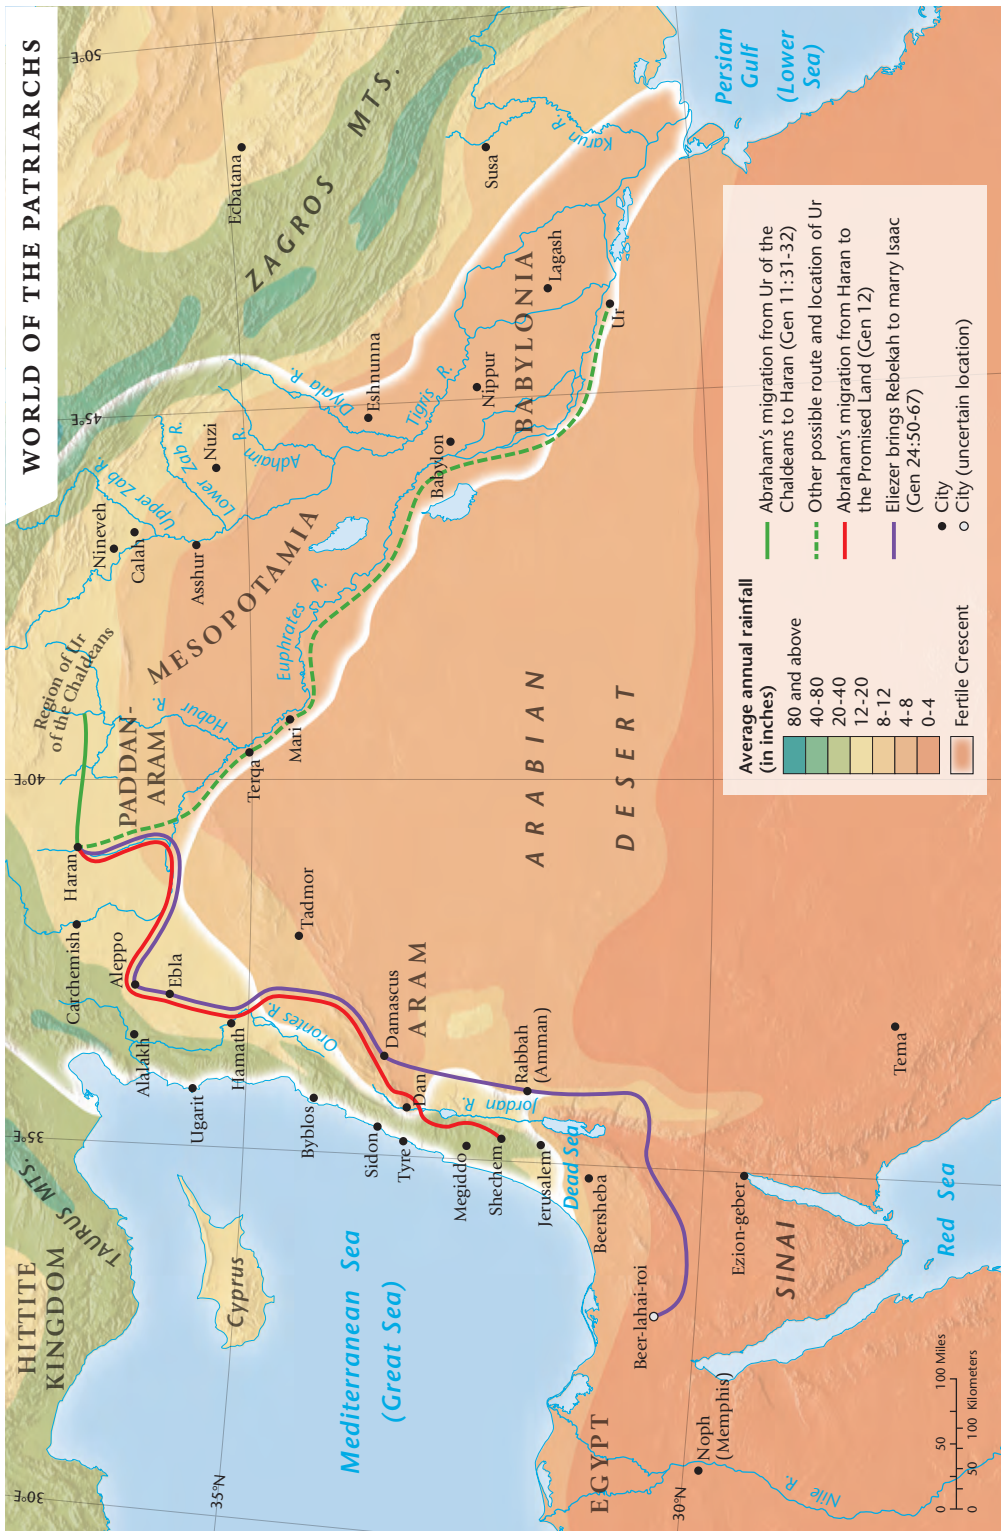 WORLD OF THE PATRIARCHS
HITTITE
KINGDOM
TAURUS MTS.
30°E
35°E
40°E
45°E
50°E
35°N
30°N
Cyprus
Mediterranean Sea
(Great Sea)
Carchemish
Haran
Aleppo
Alalakh
Ebla
Ugarit
Hamath
Orontes R.
Byblos
Tadmor
Sidon
Damascus
Tyre
Dan
ARAM
Megiddo
Shechem
Jordan R.
Rabbah
(Amman)
Jerusalem
Dead Sea
Beersheba
Beer-lahai-roi
Ezion-geber
SINAI
EGYPT
Noph
(Memphis)
Nile R.
Red Sea
Tema
Region of Ur
of the Chaldeans
PADDAN-
ARAM
Habur R.
Terqa
Mari
Euphrates R.
MESOPOTAMIA
Nineveh
Calah
Upper Zab R.
Asshur
Lower Zab R.
Nuzi
Adhaim R.
Diyala R.
Eshnunna
Tigris R.
Babylon
Nippur
BABYLONIA
Lagash
Ur
Ecbatana
ZAGROS MTS.
Susa
Karun R.
Persian
Gulf
(Lower
Sea)
ARABIAN
DESERT
Average annual rainfall
(in inches)
80 and above
40-80
20-40
12-20
8-12
4-8
0-4
Fertile Crescent
Abraham's migration from Ur of the
Chaldeans to Haran (Gen 11:31-32)
Other possible route and location of Ur
Abraham's migration from Haran to
the Promised Land (Gen 12)
Eliezer brings Rebekah to marry Isaac
(Gen 24:50-67)
City
City (uncertain location)
0 50 100 Miles
0 50 100 Kilometers